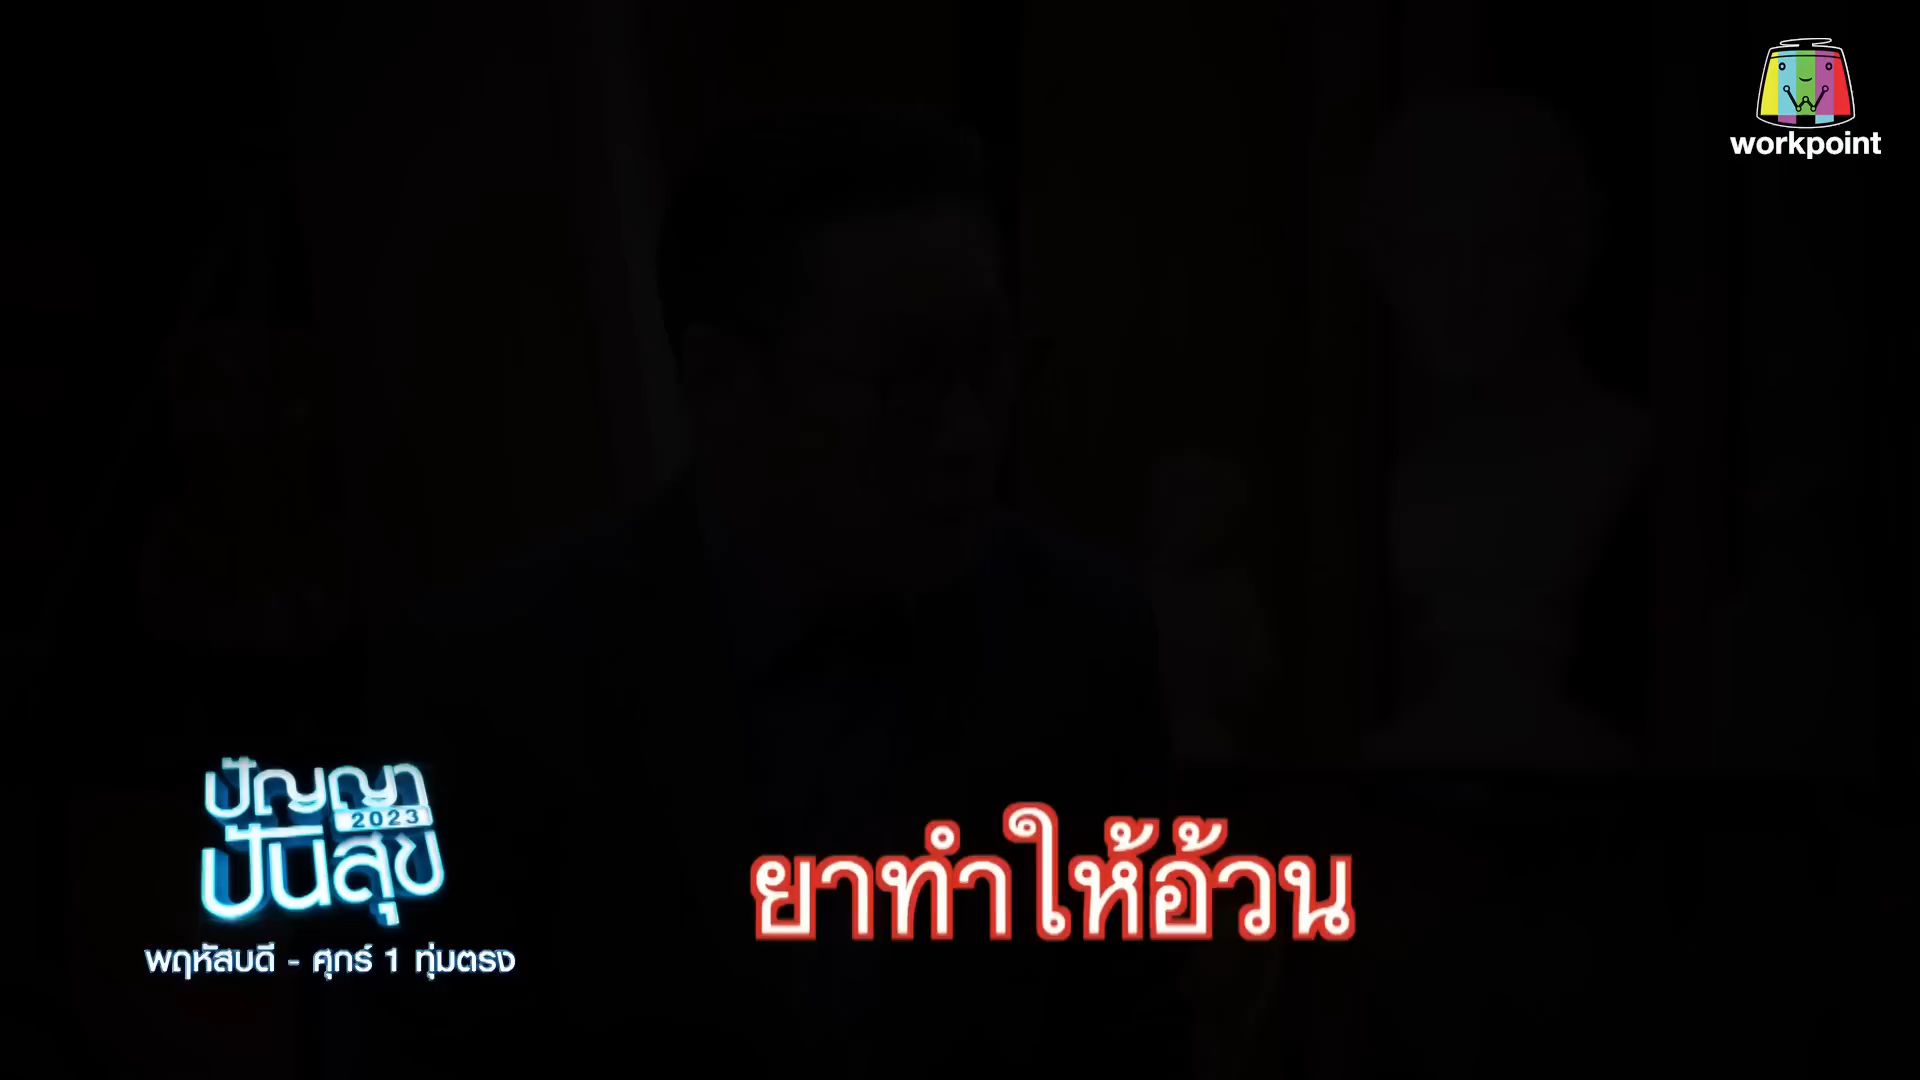 workpoint
ปัญญา
2023
ปันสุข
พฤหัสบดี - ศุกร์ 1 ทุ่มตรง
ยาทำให้อ้วน